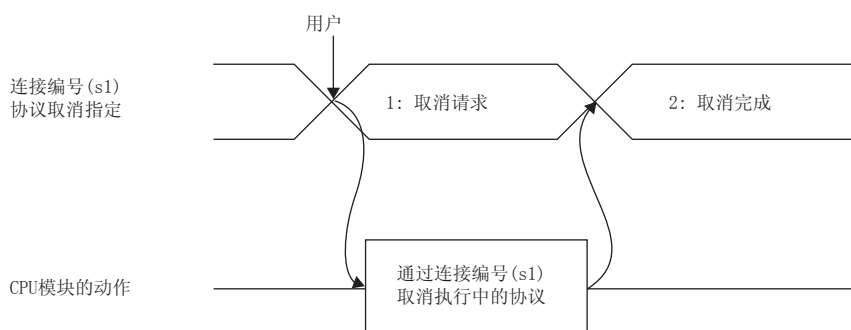 用户
连接编号(s1)
协议取消指定
1: 取消请求
2: 取消完成
CPU模块的动作
通过连接编号(s1)
取消执行中的协议